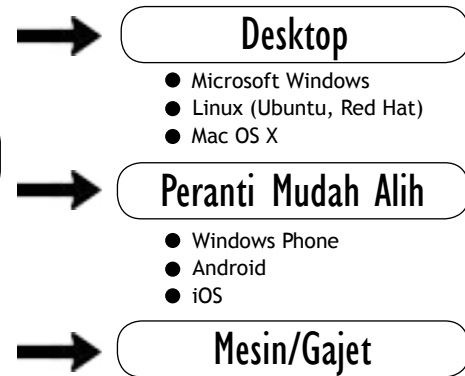 Desktop
● Microsoft Windows
● Linux (Ubuntu, Red Hat)
● Mac OS X
Peranti Mudah Alih
● Windows Phone
● Android
● iOS
Mesin/Gajet